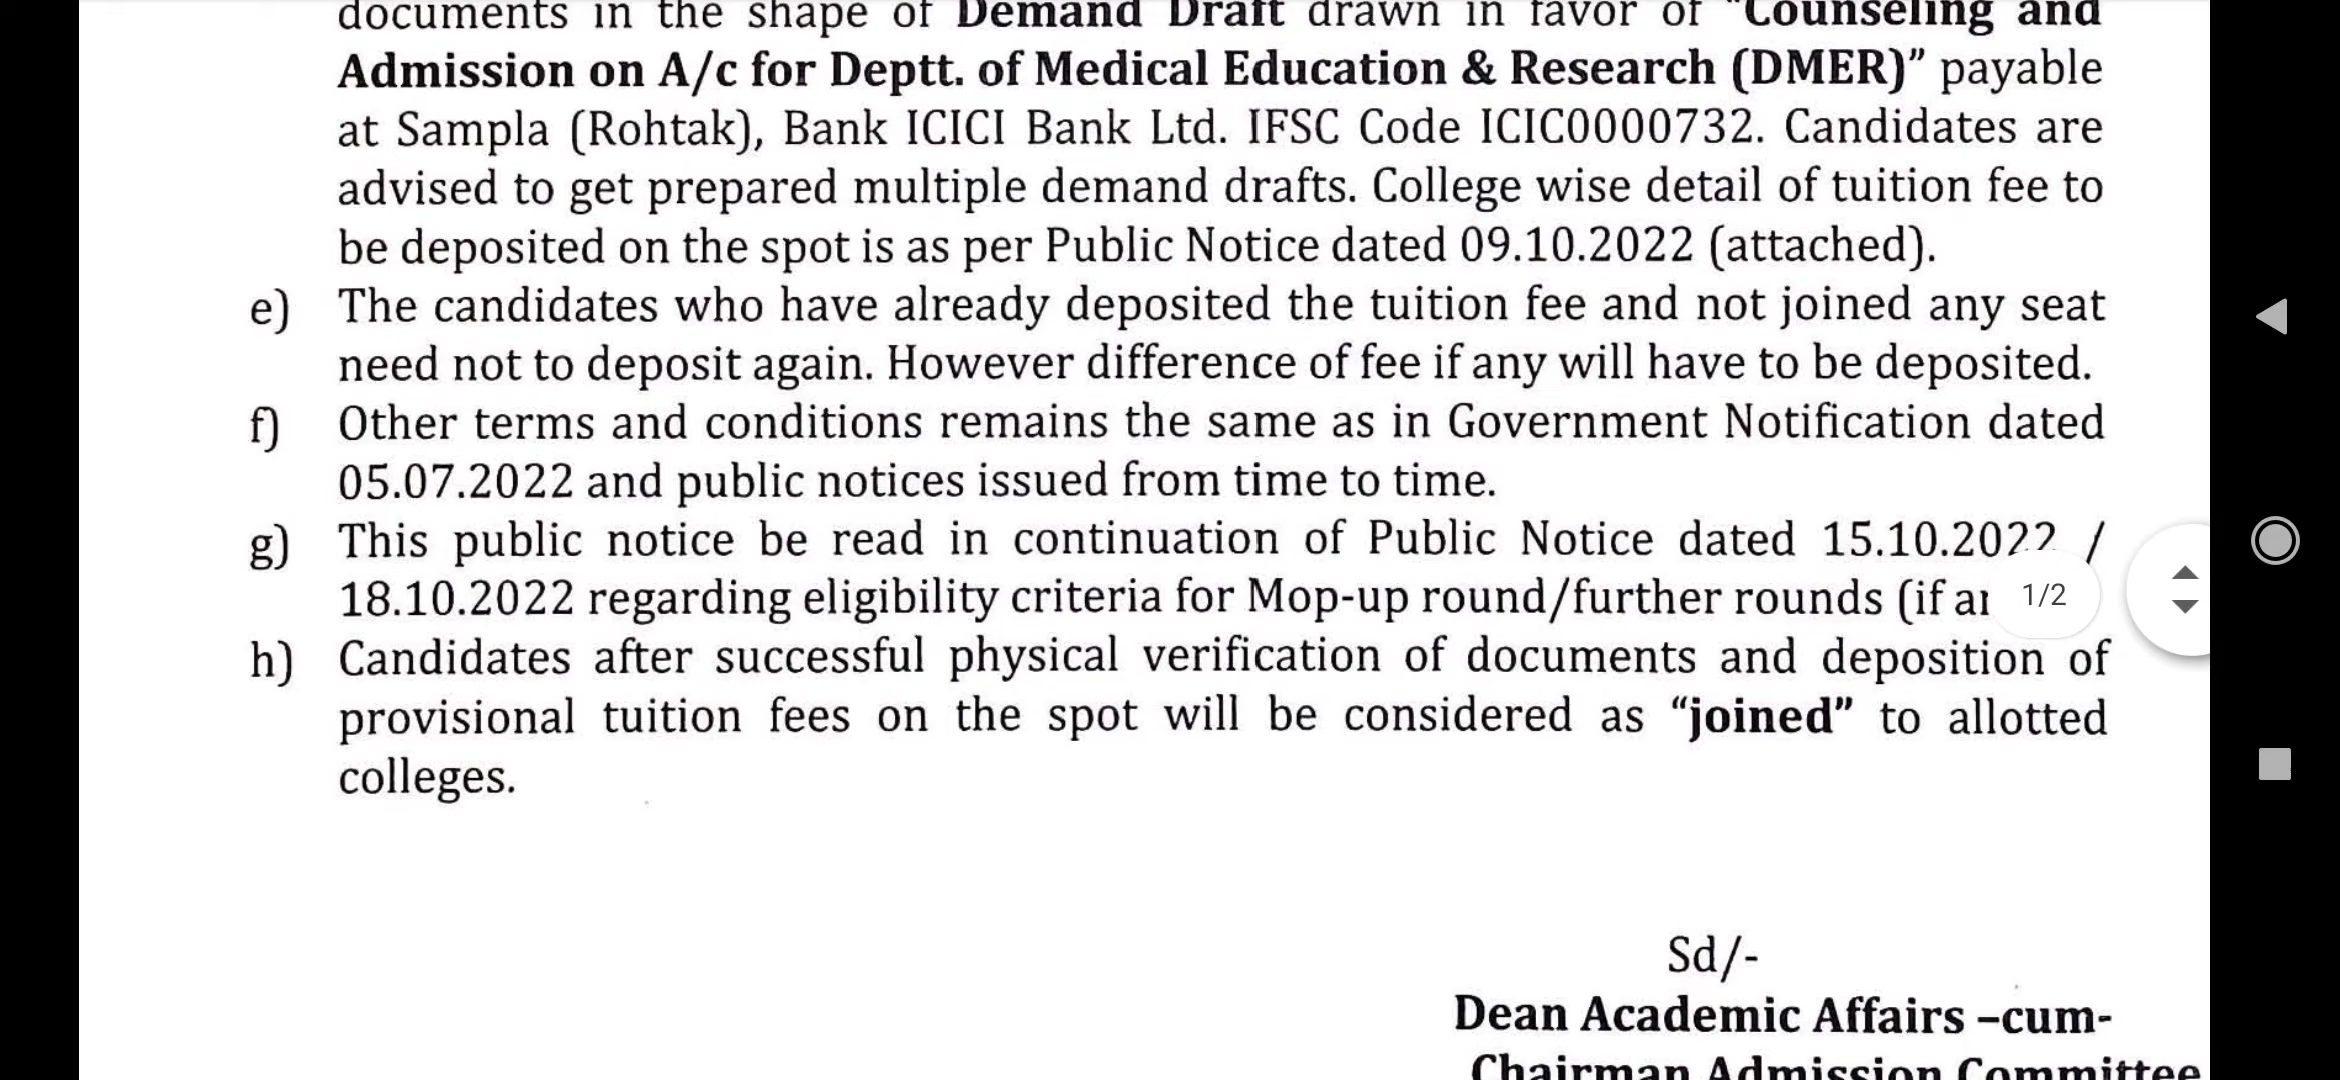 documents in the shape of Demand Draft drawn in favor of "Counseling and
Admission on A/c for Deptt. of Medical Education & Research (DMER)” payable
at Sampla (Rohtak), Bank ICICI Bank Ltd. IFSC Code ICIC0000732. Candidates are
advised to get prepared multiple demand drafts. College wise detail of tuition fee to
be deposited on the spot is as per Public Notice dated 09.10.2022 (attached).
e) The candidates who have already deposited the tuition fee and not joined any seat
need not to deposit again. However difference of fee if any will have to be deposited.
f) Other terms and conditions remains the same as in Government Notification dated
05.07.2022 and public notices issued from time to time.
g) This public notice be read in continuation of Public Notice dated 15.10.2022 /
18.10.2022 regarding eligibility criteria for Mop-up round/further rounds (if
1/2
h) Candidates after successful physical verification of documents and deposition of
provisional tuition fees on the spot will be considered as “joined” to allotted
colleges.
Sd/-
Dean Academic Affairs –cum-
Chairman Admission Committee